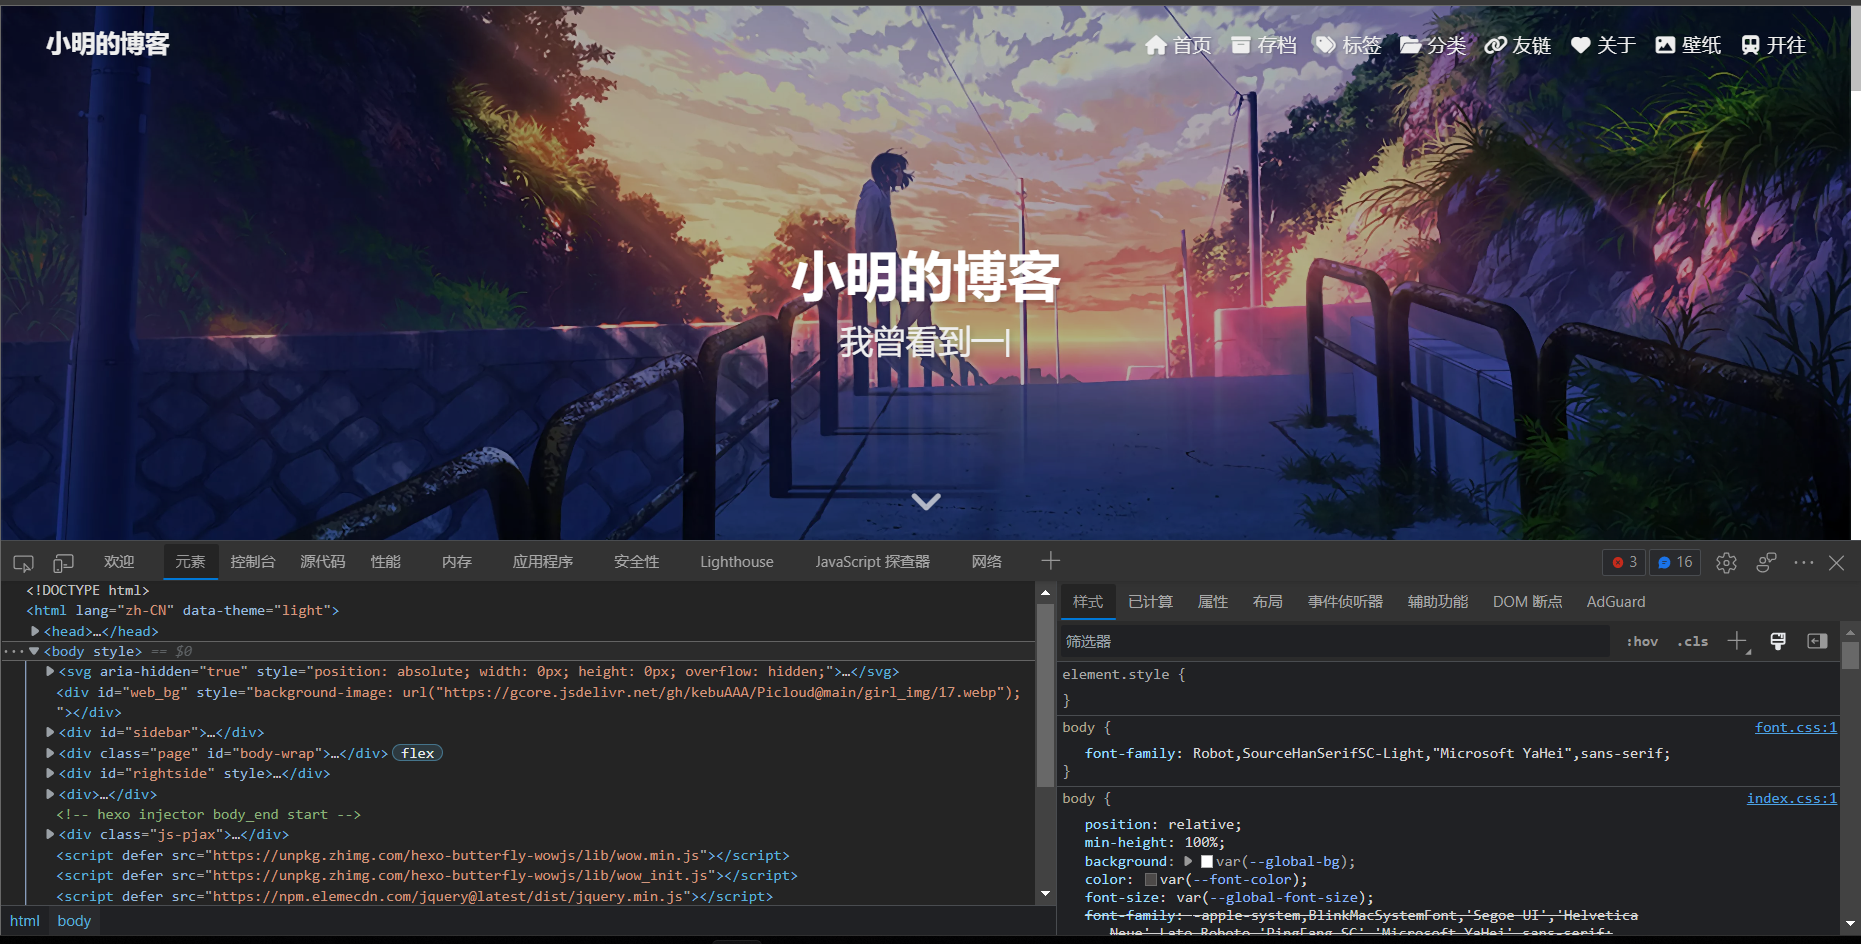 小明的博客
首页 存档 标签 分类 友链 关于 壁纸 开往
小明的博客
我曾看到一|
欢迎 元素 控制台 源代码 性能 内存 应用程序 安全性 Lighthouse JavaScript 探查器 网络 3 16
<!DOCTYPE html>
<html lang="zh-CN" data-theme="light">
<head>…</head>
<body style> == $0
<svg aria-hidden="true" style="position: absolute; width: 0px; height: 0px; overflow: hidden;">…</svg>
<div id="web_bg" style="background-image: url("https://gcore.jsdelivr.net/gh/kebuAAA/Picloud@main/girl_img/17.webp");
"></div>
<div id="sidebar">…</div>
<div class="page" id="body-wrap">…</div> flex
<div id="rightside" style>…</div>
<div>…</div>
<!-- hexo injector body_end start -->
<div class="js-pjax">…</div>
<script defer src="https://unpkg.zhimg.com/hexo-butterfly-wowjs/lib/wow.min.js"></script>
<script defer src="https://unpkg.zhimg.com/hexo-butterfly-wowjs/lib/wow_init.js"></script>
<script defer src="https://npm.elemecdn.com/jquery@latest/dist/jquery.min.js"></script>
html body
样式 已计算 属性 布局 事件侦听器 辅助功能 DOM 断点 AdGuard
筛选器 :hov .cls
element.style {
}
body { font.css:1
font-family: Robot,SourceHanSerifSC-Light,"Microsoft YaHei",sans-serif;
}
body { index.css:1
position: relative;
min-height: 100%;
background: var(--global-bg);
color: var(--font-color);
font-size: var(--global-font-size);
font-family: -apple-system,BlinkMacSystemFont,'Segoe UI','Helvetica
Neue',Lato,Roboto,'PingFang SC','Microsoft YaHei',sans-serif;